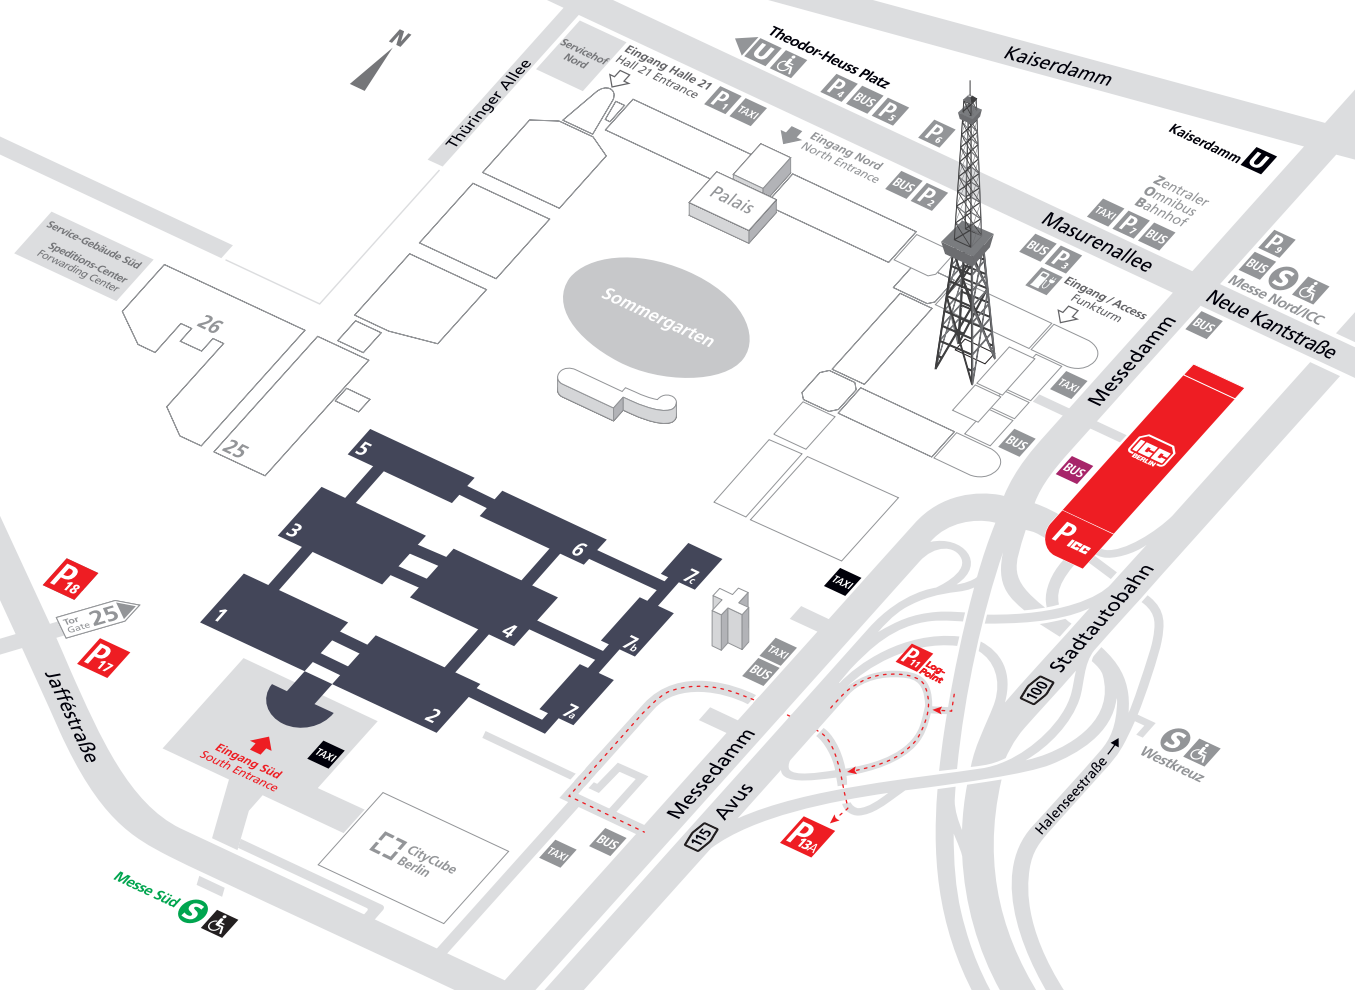 N
Thüringer Allee
Servicehof
Nord
Eingang Halle 21
Hall 21 Entrance
P1
TAXI
Theodor-Heuss Platz
U
P4
BUS
P5
P6
Kaiserdamm
Kaiserdamm
U
Eingang Nord
North Entrance
BUS
P2
Palais
Zentraler
Omnibus
Bahnhof
TAXI
P7
BUS
Masurenallee
BUS
P3
Eingang / Access
Funkturm
P9
BUS
S
Messe Nord/ICC
Neue Kantstraße
BUS
Messedamm
TAXI
BUS
BUS
ICC
BERLIN
P ICC
Service-Gebäude Süd
Speditions-Center
Forwarding Center
26
25
Sommergarten
5
3
6
7c
1
4
7b
2
7a
TAXI
TAXI
BUS
P18
Tor
Gate
25
P17
Jafféstraße
Eingang Süd
South Entrance
TAXI
P11
Log-
Point
100
Stadtautobahn
S
Westkreuz
Halenseestraße
Messedamm
115
Avus
P13A
CityCube
Berlin
TAXI
BUS
Messe Süd
S